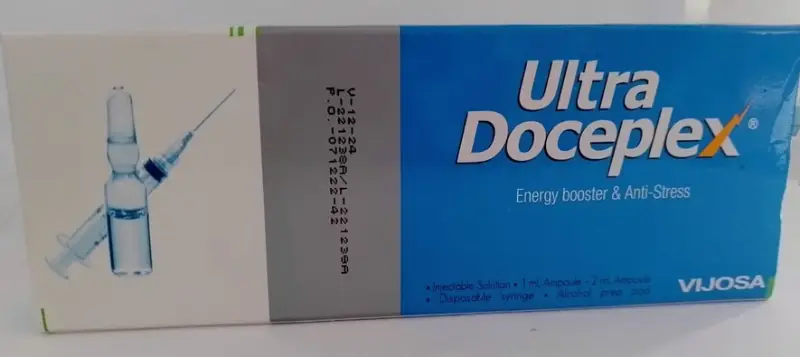 V-12-24
L-221238A/L-221239A
P.O.-071222-42
Ultra
Doceplex®
Energy booster & Anti-Stress
• Injectable Solution • 1 mL Ampoule - 2 mL Ampoule
• Disposable syringe • Alcohol prep pad
VIJOSA